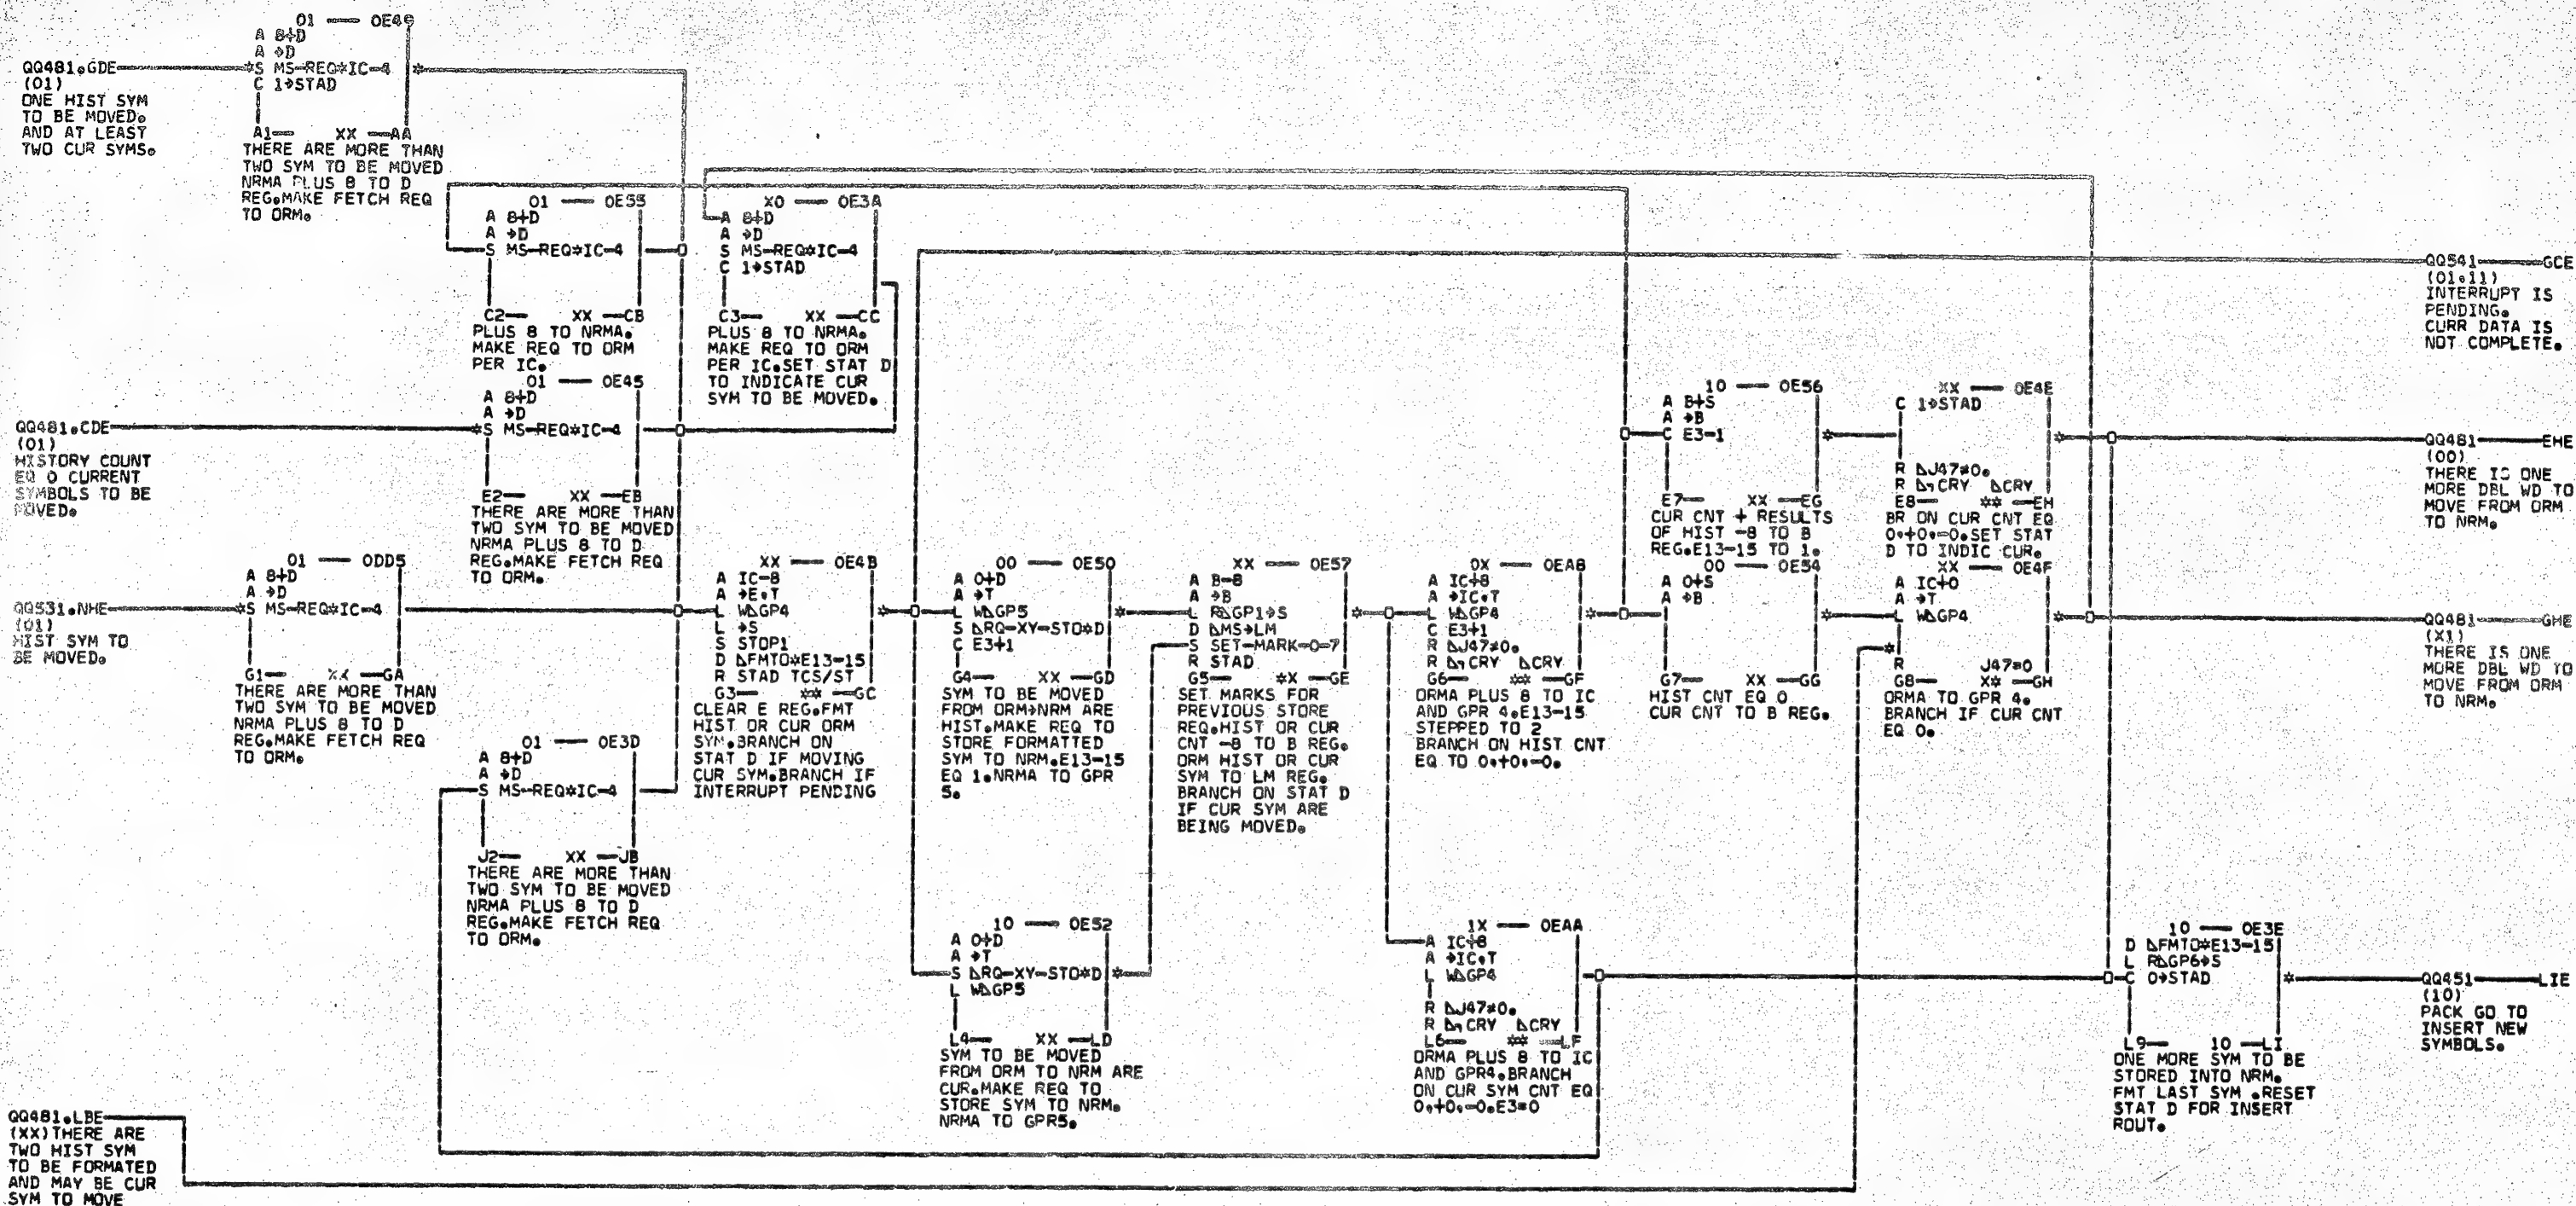 01 — 0E49
A 8+D
A →D
*S MS-REQ*IC-4 *
C 1→STAD
A1— XX —AA
THERE ARE MORE THAN
TWO SYM TO BE MOVED
NRMA PLUS 8 TO D
REG.MAKE FETCH REQ
TO ORM.
QQ481.GDE
(01)
ONE HIST SYM
TO BE MOVED.
AND AT LEAST
TWO CUR SYMS.
01 — 0E55
A 8+D
A →D
S MS-REQ*IC-4
C2— XX —CB
PLUS 8 TO NRMA.
MAKE REQ TO ORM
PER IC.
X0 — 0E3A
A 8+D
A →D
S MS-REQ*IC-4
C 1→STAD
C3— XX —CC
PLUS 8 TO NRMA.
MAKE REQ TO ORM
PER IC.SET STAT D
TO INDICATE CUR
SYM TO BE MOVED.
QQ541 —GCE
(01.11)
INTERRUPT IS
PENDING.
CURR DATA IS
NOT COMPLETE.
QQ481.CDE
(01)
HISTORY COUNT
EQ 0 CURRENT
SYMBOLS TO BE
MOVED.
01 — 0E45
A 8+D
A →D
*S MS-REQ*IC-4
E2— XX —EB
THERE ARE MORE THAN
TWO SYM TO BE MOVED
NRMA PLUS 8 TO D
REG.MAKE FETCH REQ
TO ORM.
10 — 0E56
A B+S
A →B
C E3-1
*
E7— XX —EG
CUR CNT + RESULTS
OF HIST -8 TO B
REG.E13-15 TO 1.
XX — 0E4E
C 1→STAD
*
R ΔJ47≠0.
R Δ¬CRY ΔCRY
E8— ** —EH
BR ON CUR CNT EQ
0.+0.-0.SET STAT
D TO INDIC CUR.
QQ481 —EHE
(00)
THERE IS ONE
MORE DBL WD TO
MOVE FROM ORM
TO NRM.
QQ531.NHE
(01)
HIST SYM TO
BE MOVED.
01 — 0DD5
A 8+D
A →D
*S MS-REQ*IC-4
G1— XX —GA
THERE ARE MORE THAN
TWO SYM TO BE MOVED
NRMA PLUS 8 TO D
REG.MAKE FETCH REQ
TO ORM.
XX — 0E4B
A IC-8
A →E.T
L WΔGP4 *
L →S
S STOP1
D ΔFMTO*E13-15
R STAD TCS/ST
G3— ** —GC
CLEAR E REG.FMT
HIST OR CUR ORM
SYM.BRANCH ON
STAT D IF MOVING
CUR SYM.BRANCH IF
INTERRUPT PENDING
00 — 0E50
A 0+D
A →T
L WΔGP5 *
S ΔRQ-XY-STO*D
C E3+1
G4— XX —GD
SYM TO BE MOVED
FROM ORM→NRM ARE
HIST.MAKE REQ TO
STORE FORMATTED
SYM TO NRM.E13-15
EQ 1.NRMA TO GPR
5.
XX — 0E57
A B-8
A →B
L RΔGP1→S *
D ΔMS→LM
S SET-MARK-0-7
R STAD
G5— *X —GE
SET MARKS FOR
PREVIOUS STORE
REQ.HIST OR CUR
CNT -8 TO B REG.
ORM HIST OR CUR
SYM TO LM REG.
BRANCH ON STAT D
IF CUR SYM ARE
BEING MOVED.
0X — 0EA8
A IC+8
A →IC.T
L WΔGP4 *
C E3+1
R ΔJ47≠0.
R Δ¬CRY ΔCRY
G6— ** —GF
ORMA PLUS 8 TO IC
AND GPR 4.E13-15
STEPPED TO 2
BRANCH ON HIST CNT
EQ TO 0.+0.-0.
00 — 0E54
A 0+S
A →B
*
G7— XX —GG
HIST CNT EQ 0
CUR CNT TO B REG.
XX — 0E4F
A IC+0
A →T
L WΔGP4 *
*
R J47=0
G8— X* —GH
ORMA TO GPR 4.
BRANCH IF CUR CNT
EQ 0.
QQ481 —GHE
(X1)
THERE IS ONE
MORE DBL WD TO
MOVE FROM ORM
TO NRM.
01 — 0E3D
A 8+D
A →D
S MS-REQ*IC-4
J2— XX —JB
THERE ARE MORE THAN
TWO SYM TO BE MOVED
NRMA PLUS 8 TO D
REG.MAKE FETCH REQ
TO ORM.
10 — 0E52
A 0+D
A →T
S ΔRQ-XY-STO*D *
L WΔGP5
L4— XX —LD
SYM TO BE MOVED
FROM ORM TO NRM ARE
CUR.MAKE REQ TO
STORE SYM TO NRM.
NRMA TO GPR5.
1X — 0EAA
A IC+8
A →IC.T
L WΔGP4
R ΔJ47≠0.
R Δ¬CRY ΔCRY
L6— ** —LF
ORMA PLUS 8 TO IC
AND GPR4.BRANCH
ON CUR SYM CNT EQ
0.+0.-0.E3=0
10 — 0E3E
D ΔFMTO*E13-15
L RΔGP6→S
C 0→STAD *
L9— 10 —LI
ONE MORE SYM TO BE
STORED INTO NRM.
FMT LAST SYM .RESET
STAT D FOR INSERT
ROUT.
QQ451 —LIE
(10)
PACK GO TO
INSERT NEW
SYMBOLS.
QQ481.LBE
(XX)THERE ARE
TWO HIST SYM
TO BE FORMATED
AND MAY BE CUR
SYM TO MOVE